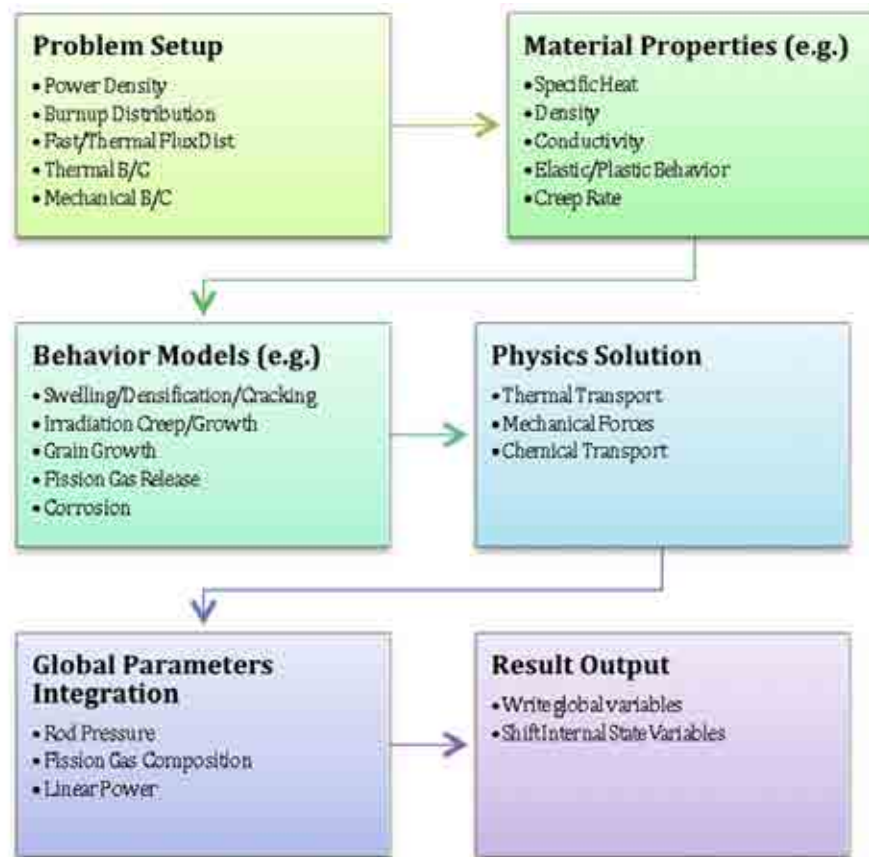 Problem Setup
• Power Density
• Burnup Distribution
• Fast/Thermal Flux Dist.
• Thermal B/C
• Mechanical B/C
Material Properties (e.g.)
• Specific Heat
• Density
• Conductivity
• Elastic/Plastic Behavior
• Creep Rate
Behavior Models (e.g.)
• Swelling/Densification/Cracking
• Irradiation Creep/Growth
• Grain Growth
• Fission Gas Release
• Corrosion
Physics Solution
• Thermal Transport
• Mechanical Forces
• Chemical Transport
Global Parameters
Integration
• Rod Pressure
• Fission Gas Composition
• Linear Power
Result Output
• Write global variables
• Shift Internal State Variables